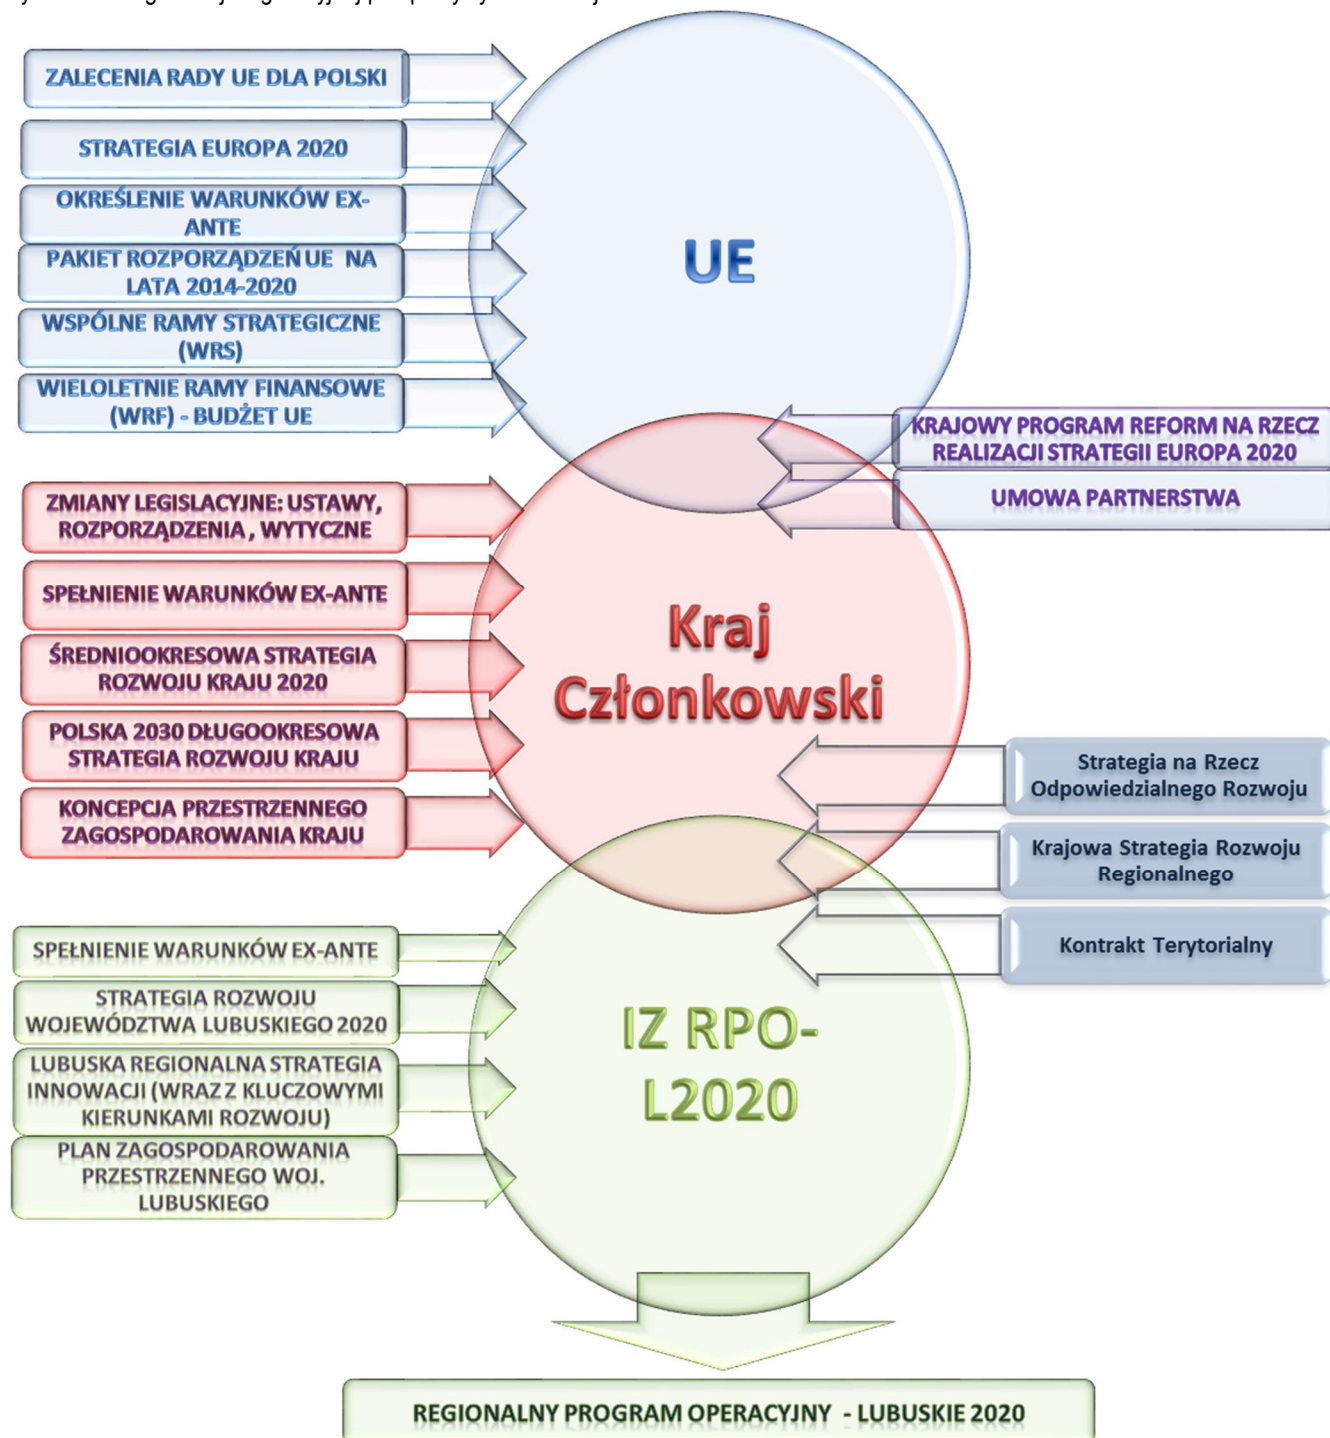 ZALECENIA RADY UE DLA POLSKI
STRATEGIA EUROPA 2020
OKREŚLENIE WARUNKÓW EX-
ANTE
PAKIET ROZPORZĄDZEŃ UE NA
LATA 2014-2020
WSPÓLNE RAMY STRATEGICZNE
(WRS)
WIELOLETNIE RAMY FINANSOWE
(WRF) - BUDŻET UE
UE
KRAJOWY PROGRAM REFORM NA RZECZ
REALIZACJI STRATEGII EUROPA 2020
UMOWA PARTNERSTWA
ZMIANY LEGISLACYJNE: USTAWY,
ROZPORZĄDZENIA , WYTYCZNE
SPEŁNIENIE WARUNKÓW EX-ANTE
ŚREDNIOOKRESOWA STRATEGIA
ROZWOJU KRAJU 2020
POLSKA 2030 DŁUGOOKRESOWA
STRATEGIA ROZWOJU KRAJU
KONCEPCJA PRZESTRZENNEGO
ZAGOSPODAROWANIA KRAJU
Kraj
Członkowski
Strategia na Rzecz
Odpowiedzialnego Rozwoju
Krajowa Strategia Rozwoju
Regionalnego
Kontrakt Terytorialny
SPEŁNIENIE WARUNKÓW EX-ANTE
STRATEGIA ROZWOJU
WOJEWÓDZTWA LUBUSKIEGO 2020
LUBUSKA REGIONALNA STRATEGIA
INNOWACJI (WRAZ Z KLUCZOWYMI
KIERUNKAMI ROZWOJU)
PLAN ZAGOSPODAROWANIA
PRZESTRZENNEGO WOJ.
LUBUSKIEGO
IZ RPO-
L2020
REGIONALNY PROGRAM OPERACYJNY - LUBUSKIE 2020